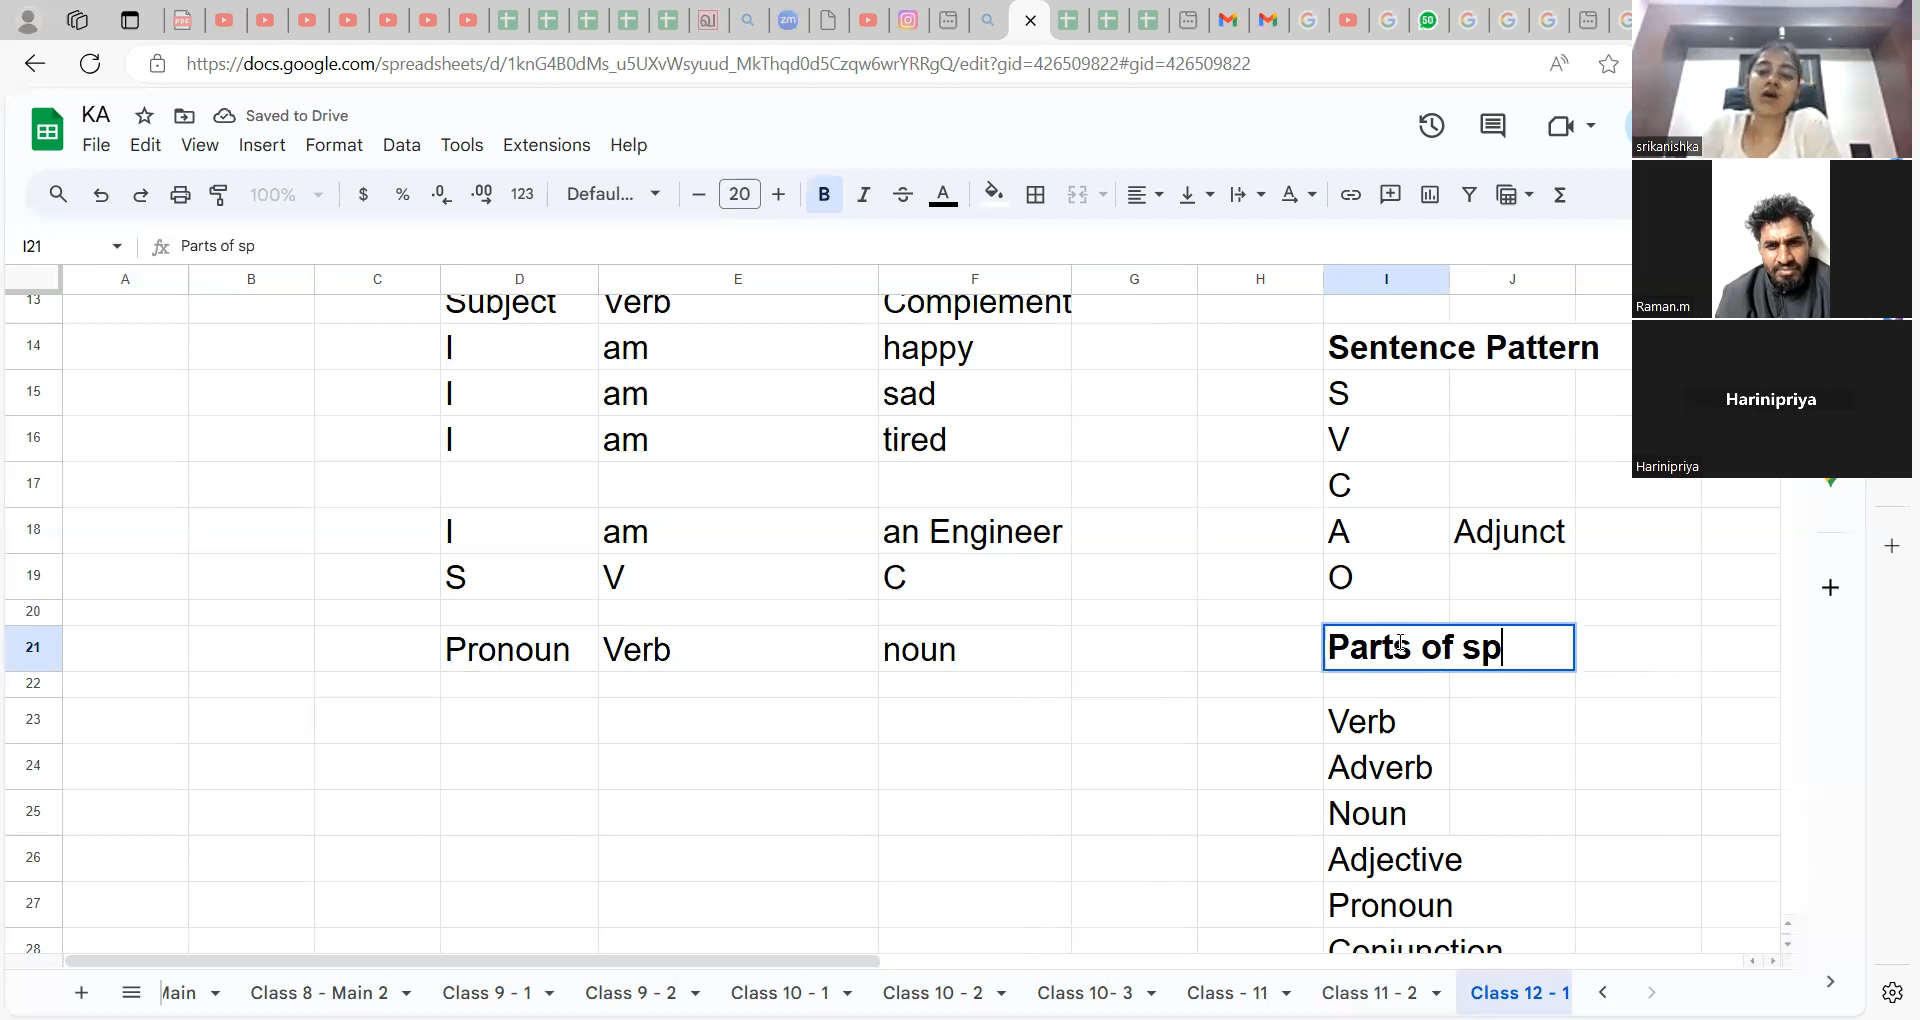 https://docs.google.com/spreadsheets/d/1knG4B0dMs_u5UXvWsyuud_MkThqd0d5Czqw6wrYRRgQ/edit?gid=426509822#gid=426509822
KA Saved to Drive
File Edit View Insert Format Data Tools Extensions Help
100% $ % .0 .00 123 Defaul... 20 B I A
I21 fx Parts of sp
A B C D E F G H I J
13 Subject Verb Complement
14 I am happy Sentence Pattern
15 I am sad S
16 I am tired V
17 C
18 I am an Engineer A Adjunct
19 S V C O
20
21 Pronoun Verb noun Parts of sp
22
23 Verb
24 Adverb
25 Noun
26 Adjective
27 Pronoun
28 Conjunction
Main Class 8 - Main 2 Class 9 - 1 Class 9 - 2 Class 10 - 1 Class 10 - 2 Class 10- 3 Class - 11 Class 11 - 2 Class 12 - 1
srikanishka
Raman.m
Harinipriya
Harinipriya